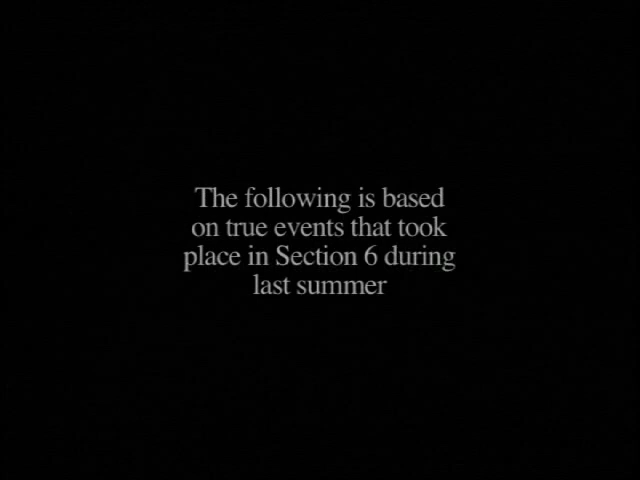 The following is based
on true events that took
place in Section 6 during
last summer